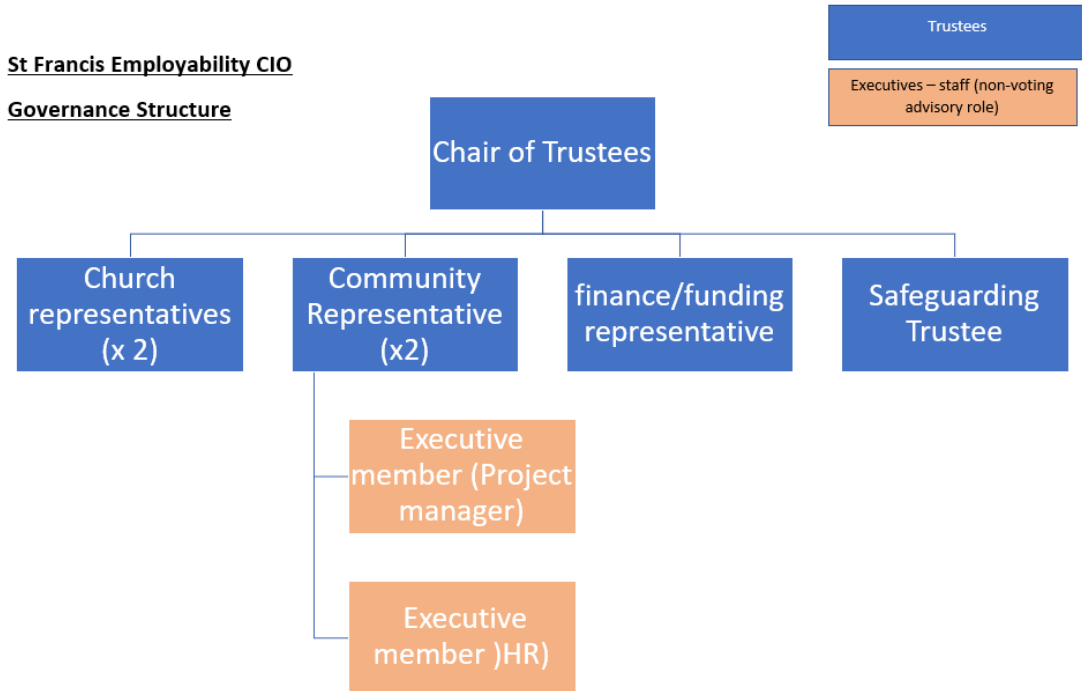 St Francis Employability CIO
Governance Structure
Trustees
Executives – staff (non-voting
advisory role)
Chair of Trustees
Church
representatives
(x 2)
Community
Representative
(x2)
finance/funding
representative
Safeguarding
Trustee
Executive
member (Project
manager)
Executive
member )HR)